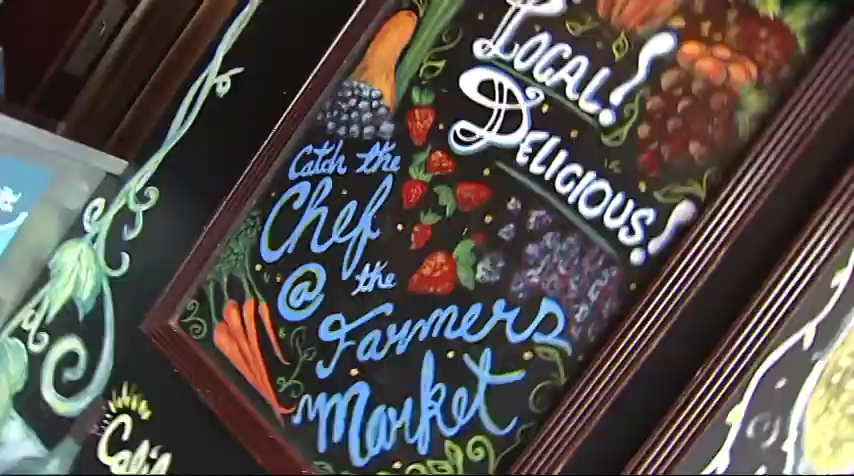 Local!
Delicious!
Catch the
Chef
@ the
Farmers
Market